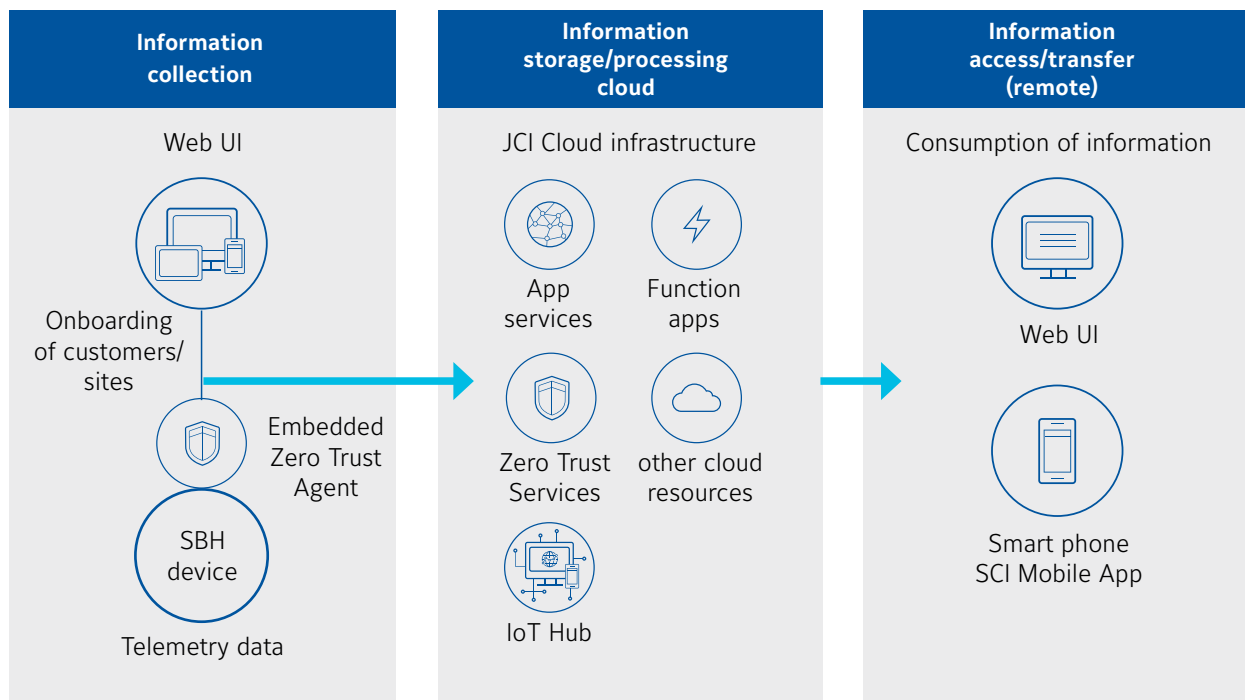 Information
collection
Web UI
Onboarding
of customers/
sites
Embedded
Zero Trust
Agent
SBH
device
Telemetry data
Information
storage/processing
cloud
JCI Cloud infrastructure
App
services
Function
apps
Zero Trust
Services
other cloud
resources
IoT Hub
Information
access/transfer
(remote)
Consumption of information
Web UI
Smart phone
SCI Mobile App